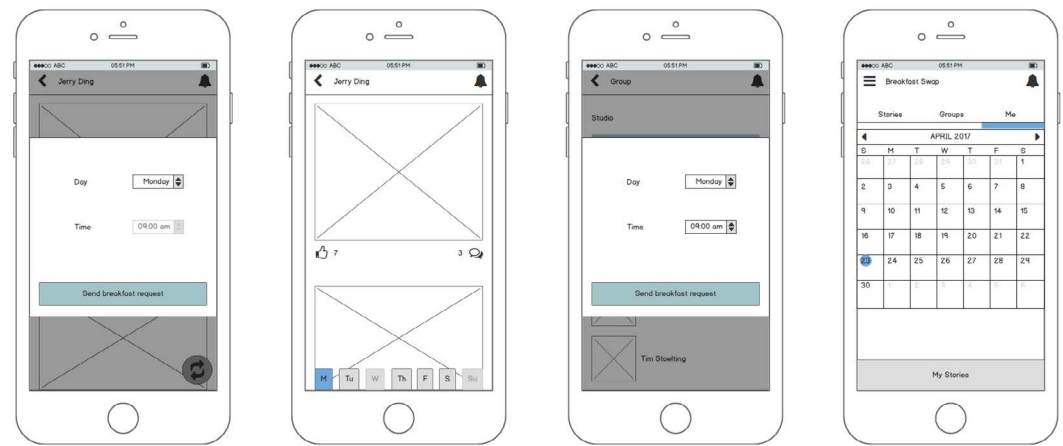 ABC 05:51 PM
Jerry Ding
Day Monday
Time 09:00 am
Send breakfast request
ABC 05:51 PM
Jerry Ding
7 3
M Tu W Th F S Su
ABC 05:51 PM
Group
Studio
Day Monday
Time 09:00 am
Send breakfast request
Tim Stoelting
ABC 05:51 PM
Breakfast Swap
Stories Groups Me
APRIL 2017
S M T W T F S
26 27 28 29 30 31 1
2 3 4 5 6 7 8
9 10 11 12 13 14 15
16 17 18 19 20 21 22
23 24 25 26 27 28 29
30 1 2 3 4 5 6
My Stories